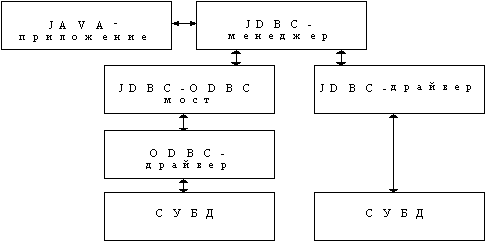 JAVA-
приложение
JDBC-
менеджер
JDBC-ODBC
мост
JDBC-драйвер
ODBC-
драйвер
СУБД
СУБД